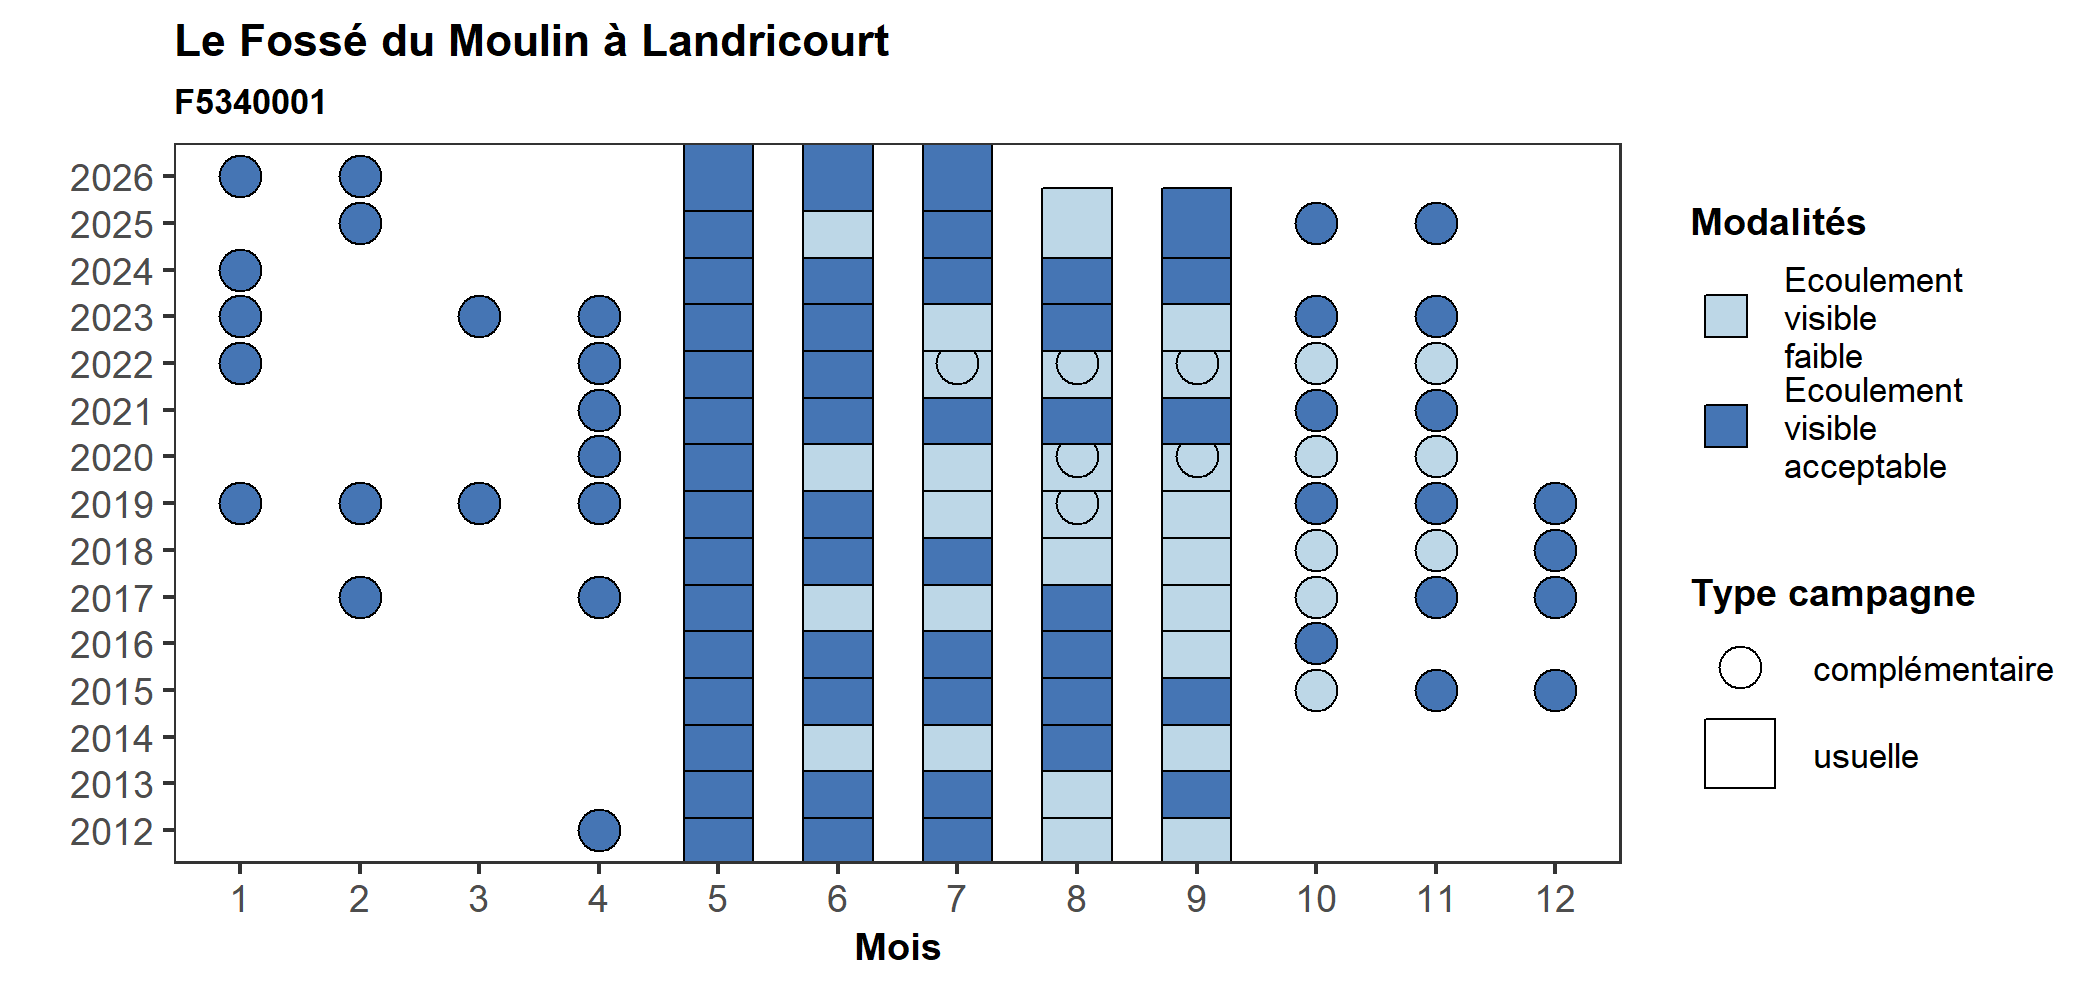 Le Fossé du Moulin à Landricourt
F5340001
2026
2025
2024
2023
2022
2021
2020
2019
2018
2017
2016
2015
2014
2013
2012
1 2 3 4 5 6 7 8 9 10 11 12
Mois
Modalités
Ecoulement
visible
faible
Ecoulement
visible
acceptable
Type campagne
complémentaire
usuelle